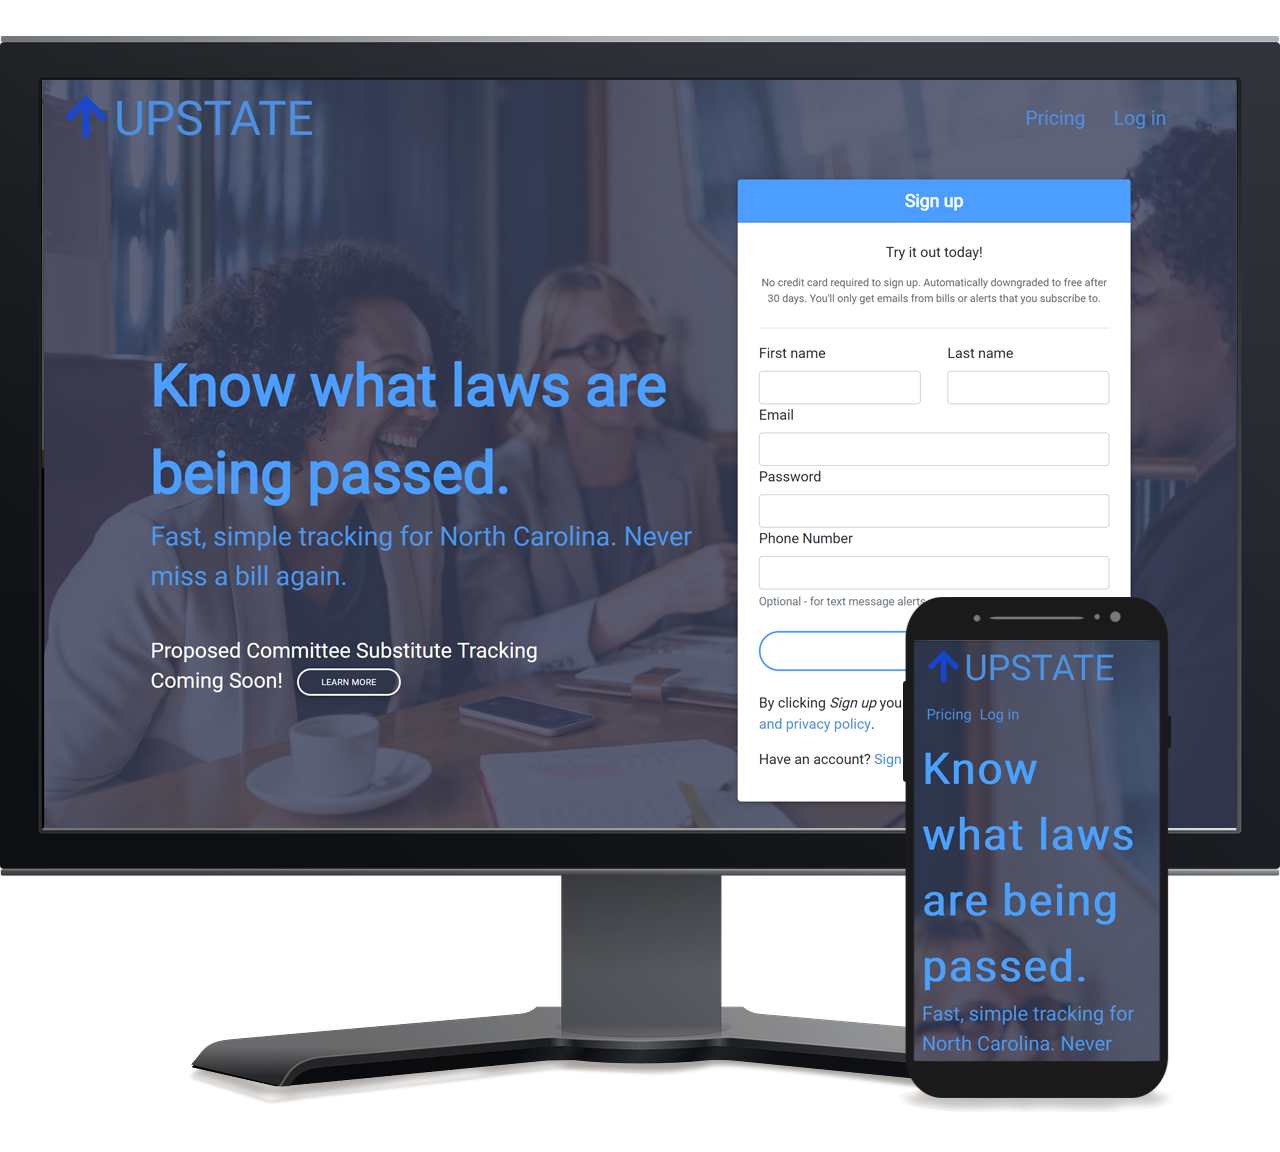 UPSTATE
Pricing
Log in
Sign up
Try it out today!
No credit card required to sign up. Automatically downgraded to free after
30 days. You'll only get emails from bills or alerts that you subscribe to.
First name
Last name
Email
Password
Phone Number
Optional - for text message alerts
By clicking Sign up you
and privacy policy.
Have an account? Sign
Know what laws are
being passed.
Fast, simple tracking for North Carolina. Never
miss a bill again.
Proposed Committee Substitute Tracking
Coming Soon!
LEARN MORE
UPSTATE
Pricing Log in
Know
what laws
are being
passed.
Fast, simple tracking for
North Carolina. Never